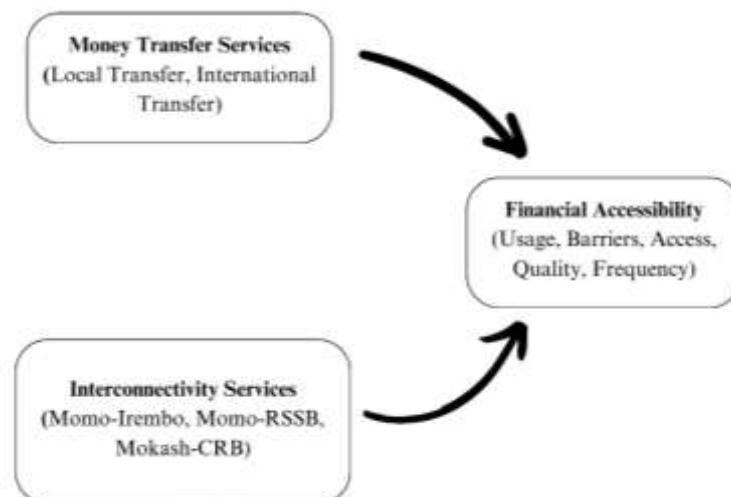 Money Transfer Services
(Local Transfer, International
Transfer)
Financial Accessibility
(Usage, Barriers, Access,
Quality, Frequency)
Interconnectivity Services
(Momo-Irembo, Momo-RSSB,
Mokash-CRB)